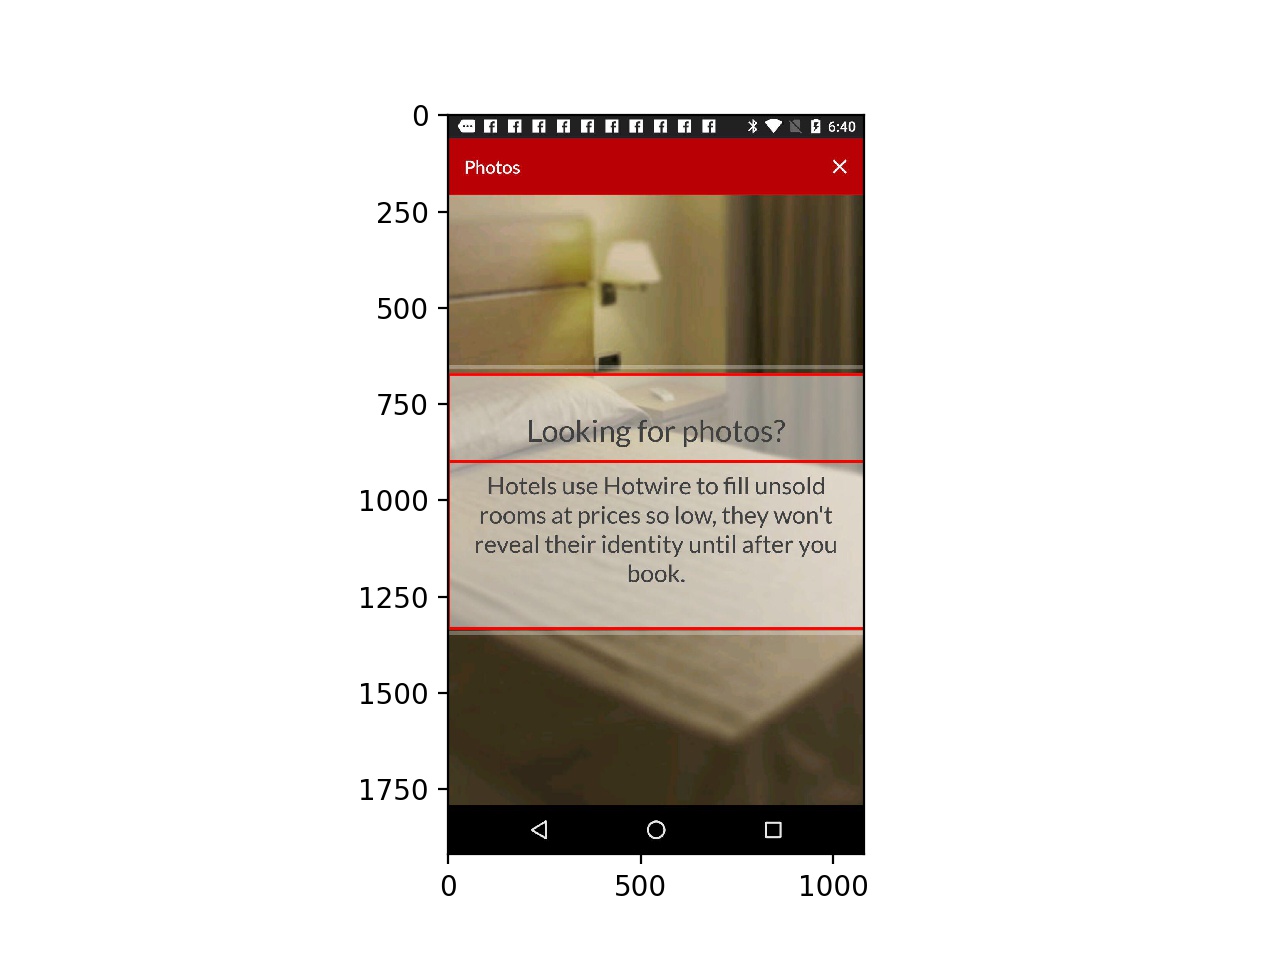 0
250
500
750
1000
1250
1500
1750
6:40
Photos
Looking for photos?
Hotels use Hotwire to fill unsold
rooms at prices so low, they won't
reveal their identity until after you
book.
0
500
1000